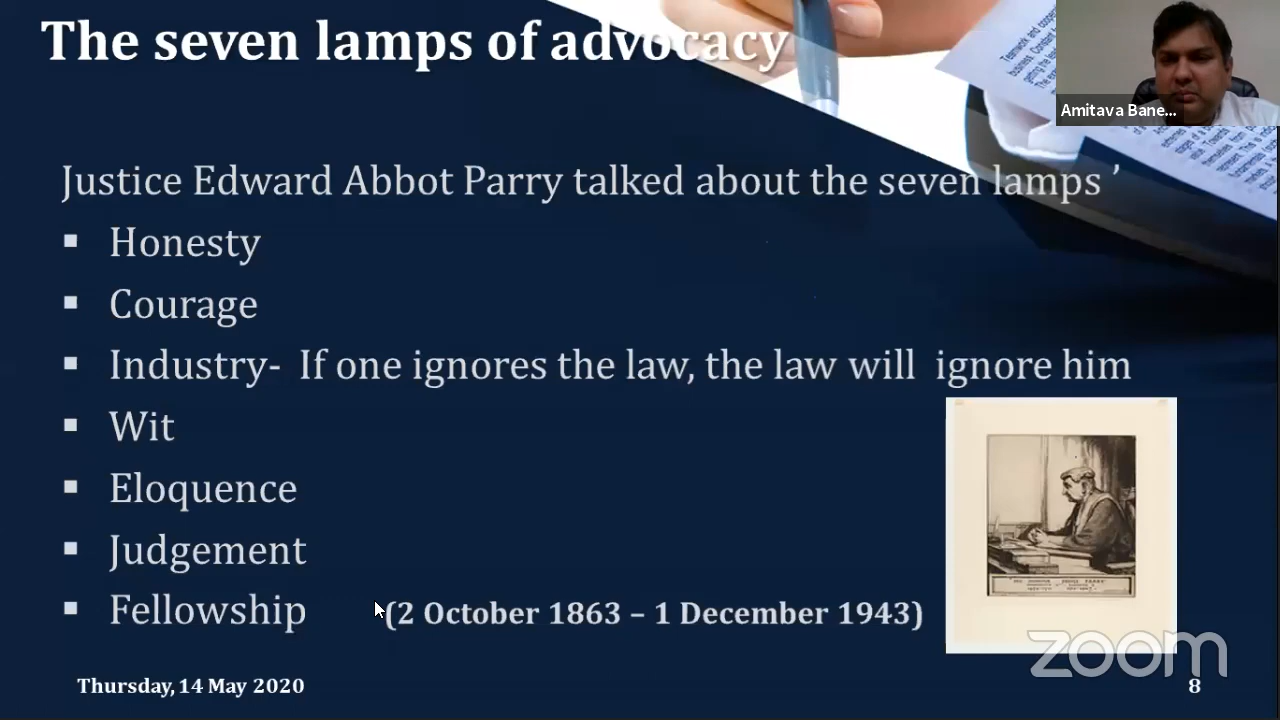 The seven lamps of advocacy
Amitava Bane...
Justice Edward Abbot Parry talked about the seven lamps ’
▪ Honesty
▪ Courage
▪ Industry- If one ignores the law, the law will ignore him
▪ Wit
▪ Eloquence
▪ Judgement
▪ Fellowship (2 October 1863 – 1 December 1943)
zoom
Thursday, 14 May 2020
8